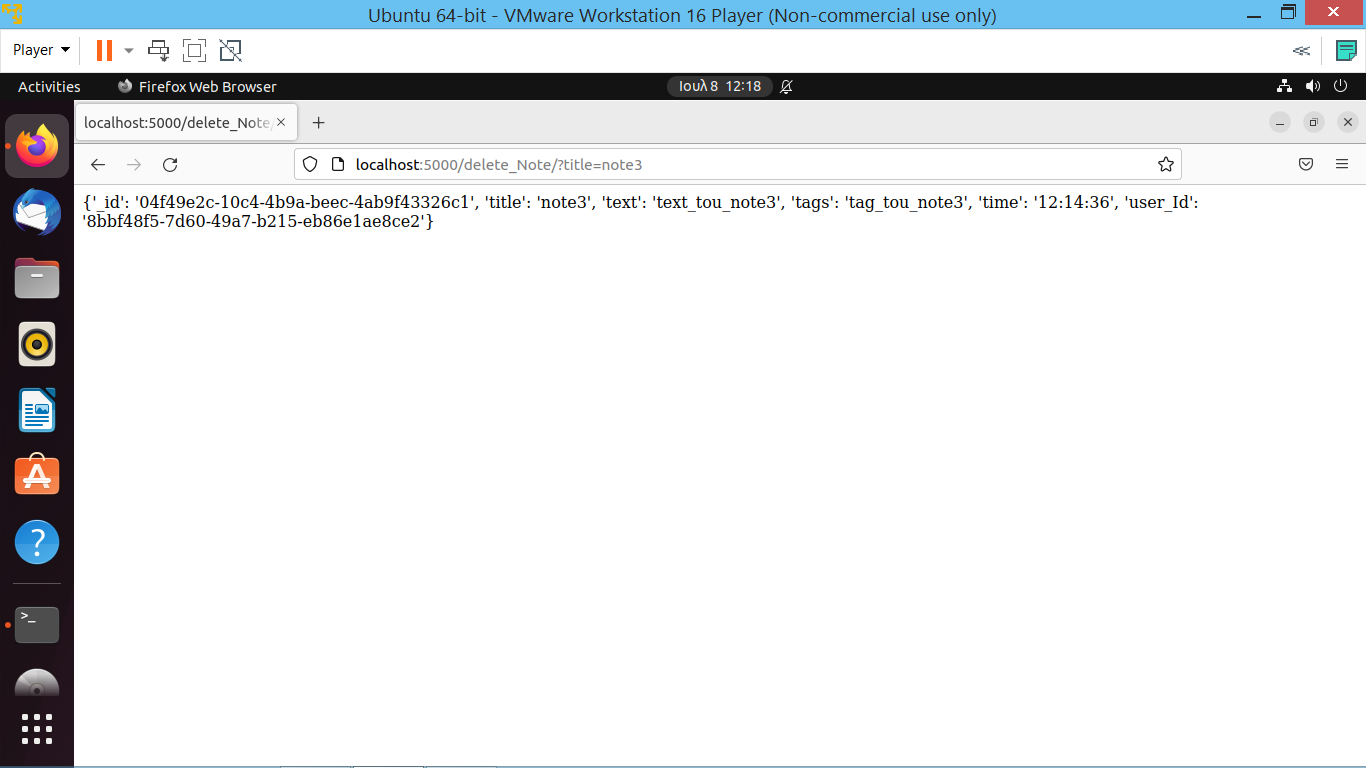 Ubuntu 64-bit - VMware Workstation 16 Player (Non-commercial use only)
Player
Activities
Firefox Web Browser
Ιουλ 8 12:18
localhost:5000/delete_Note/
localhost:5000/delete_Note/?title=note3
{'_id': '04f49e2c-10c4-4b9a-beec-4ab9f43326c1', 'title': 'note3', 'text': 'text_tou_note3', 'tags': 'tag_tou_note3', 'time': '12:14:36', 'user_Id':
'8bbf48f5-7d60-49a7-b215-eb86e1ae8ce2'}